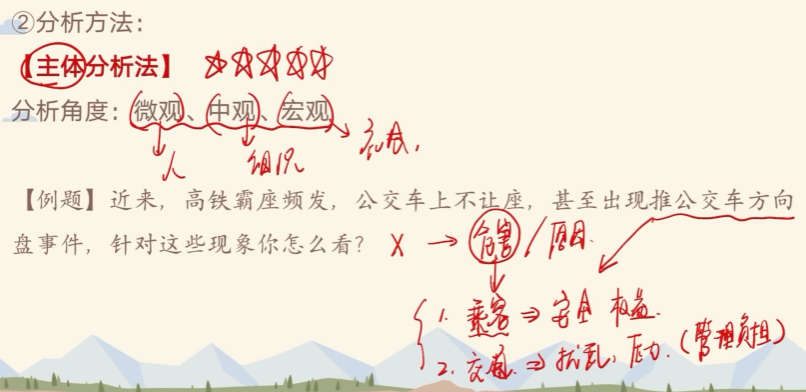 ②分析方法：
【主体分析法】 ☆☆☆☆☆
分析角度：微观、中观、宏观
人 组织 社会.
【例题】近来，高铁霸座频发，公交车上不让座，甚至出现推公交车方向
盘事件，针对这些现象你怎么看？ X → 危害 / 原因.
1. 乘客 ⇒ 安全 权益.
2. 交通. ⇒ 扰乱, 压力. (管理负担)